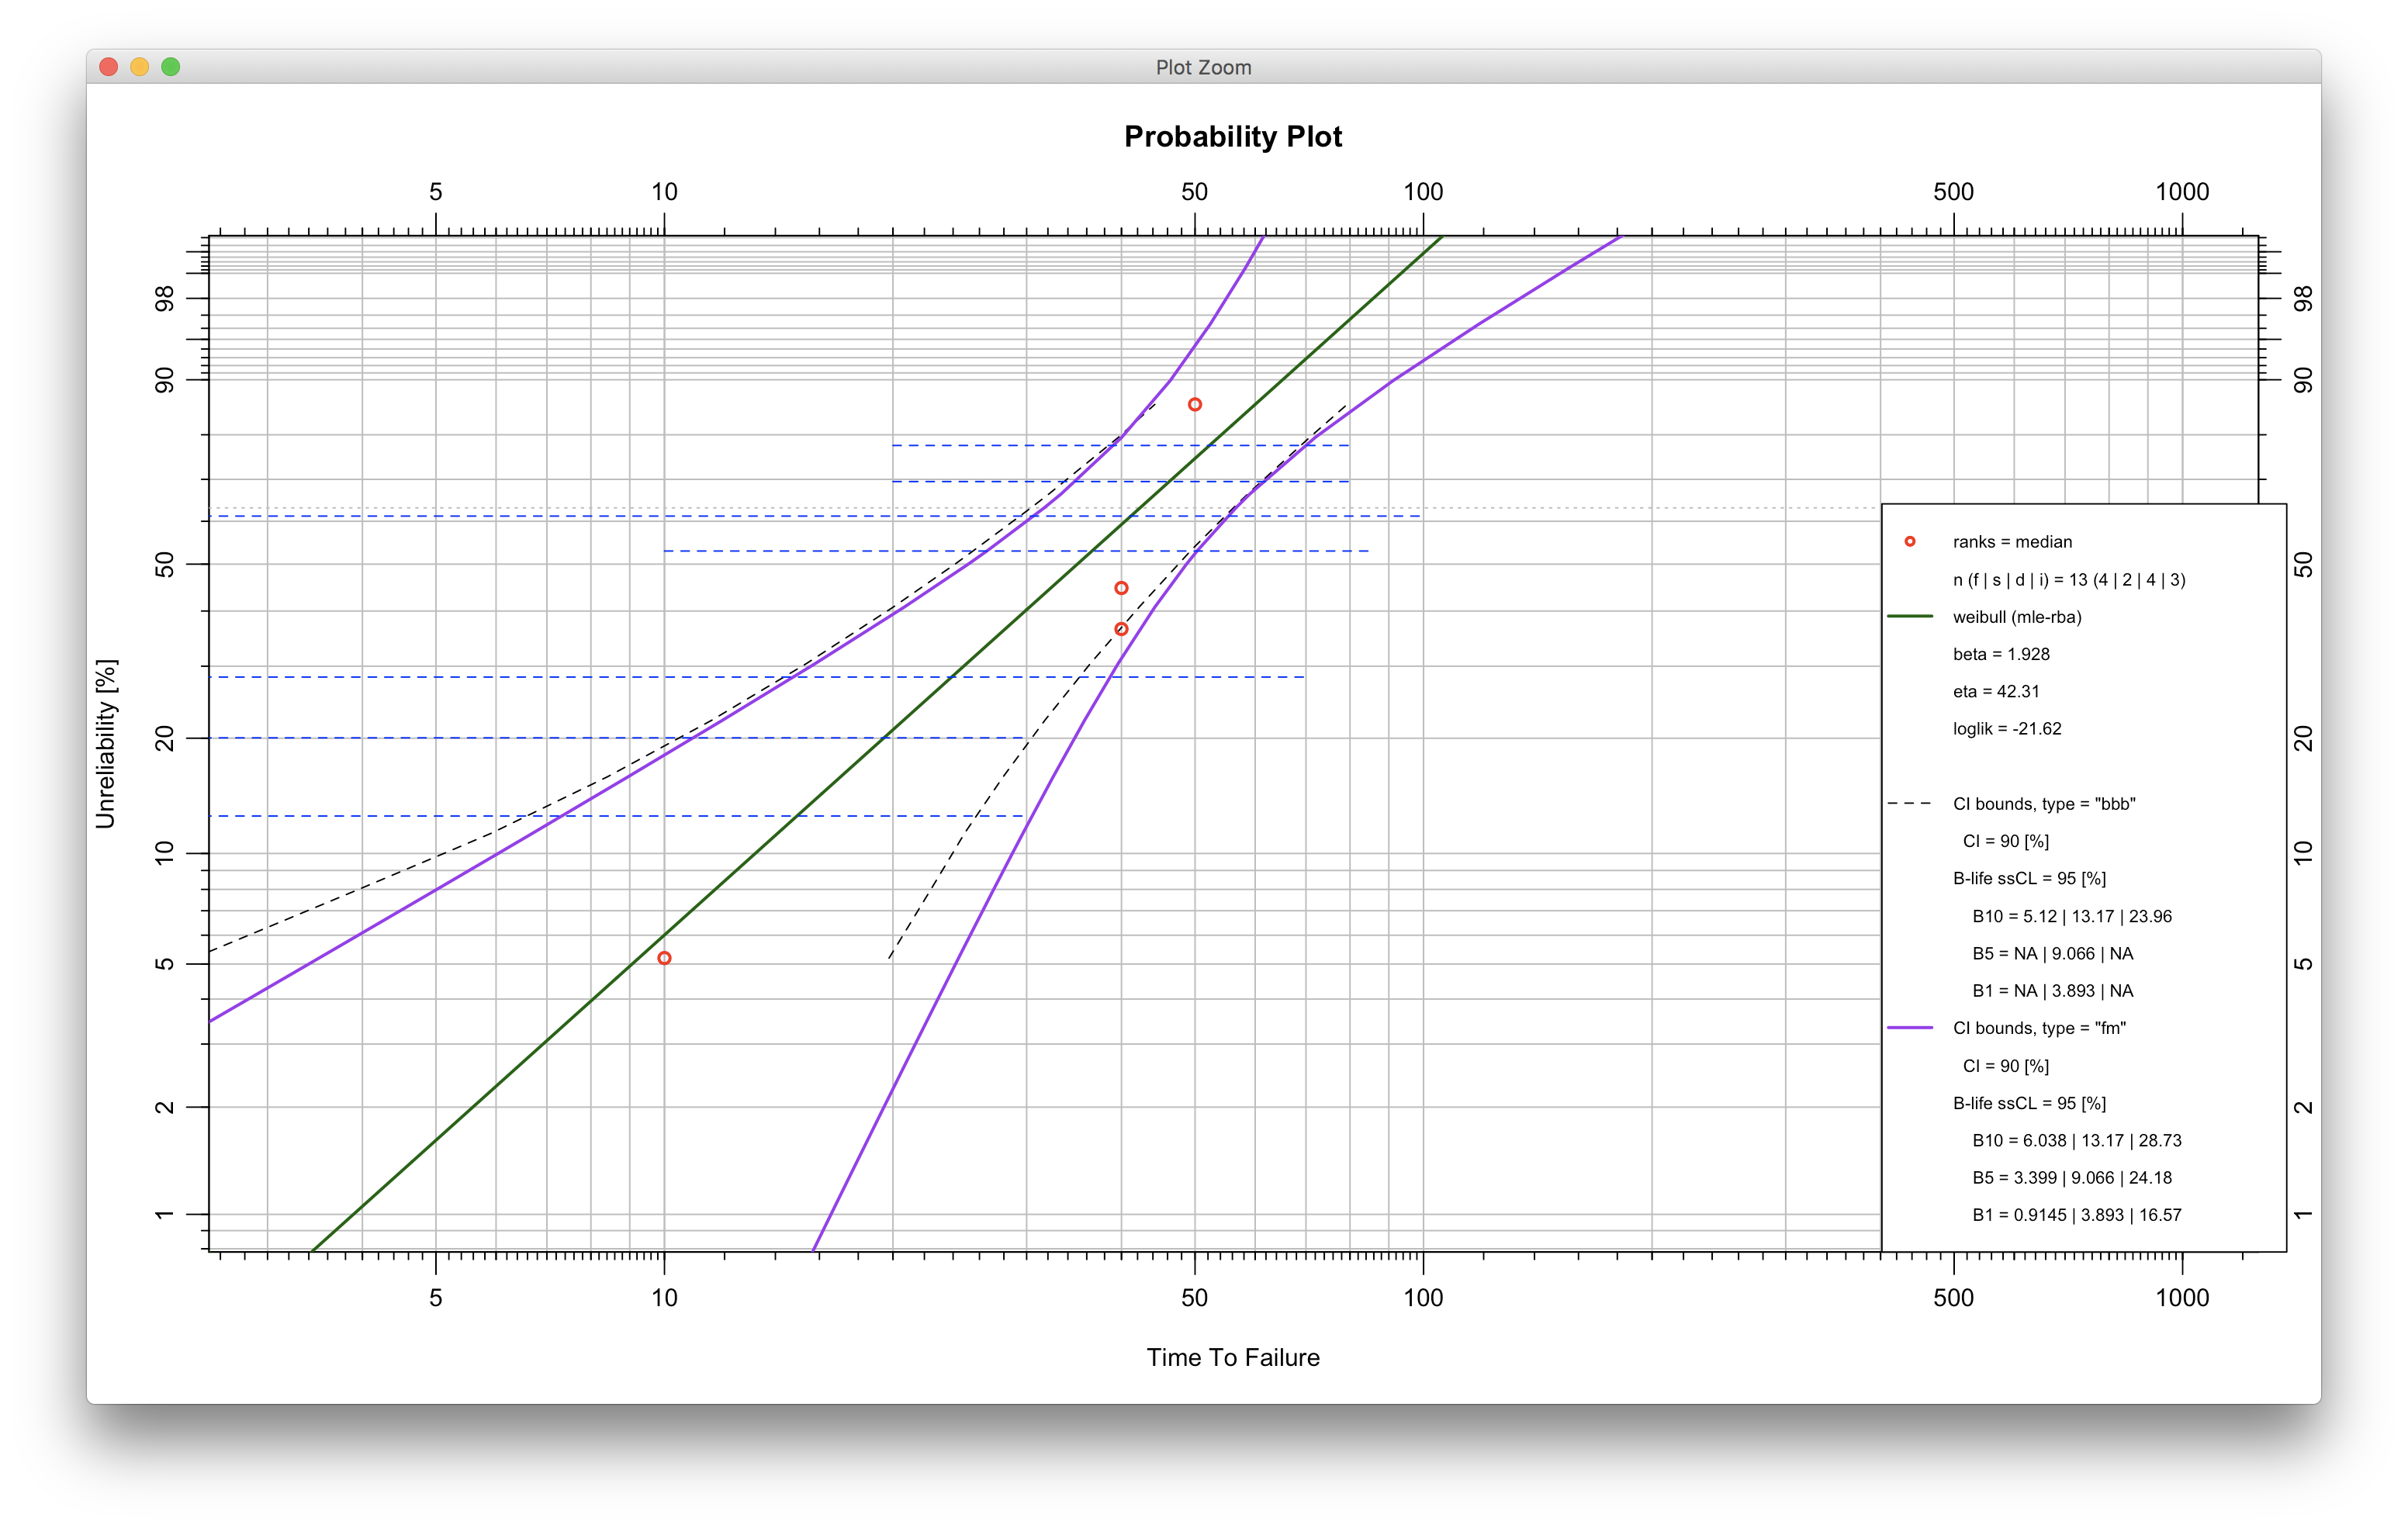 Plot Zoom
Probability Plot
5 10 50 100 500 1000
98 98
90 90
50 50
20 20
10 10
5 5
2 2
1 1
Unreliability [%]
ranks = median
n (f | s | d | i) = 13 (4 | 2 | 4 | 3)
weibull (mle-rba)
beta = 1.928
eta = 42.31
loglik = -21.62
CI bounds, type = "bbb"
CI = 90 [%]
B-life ssCL = 95 [%]
B10 = 5.12 | 13.17 | 23.96
B5 = NA | 9.066 | NA
B1 = NA | 3.893 | NA
CI bounds, type = "fm"
CI = 90 [%]
B-life ssCL = 95 [%]
B10 = 6.038 | 13.17 | 28.73
B5 = 3.399 | 9.066 | 24.18
B1 = 0.9145 | 3.893 | 16.57
5 10 50 100 500 1000
Time To Failure